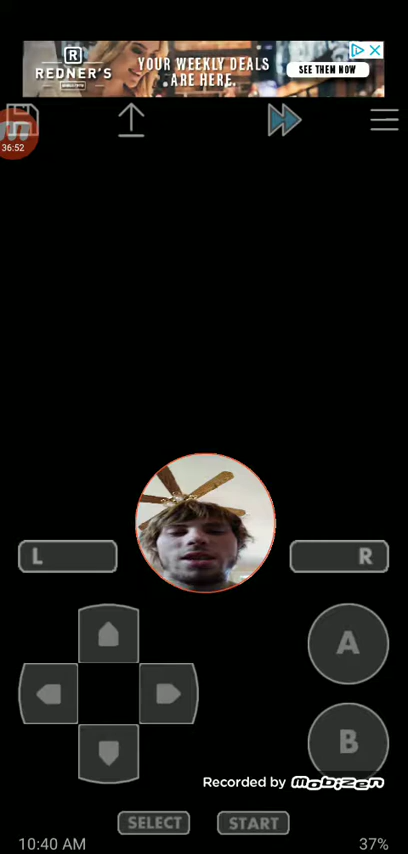 R
REDNER'S
YOUR WEEKLY DEALS
ARE HERE.
SEE THEM NOW
36:52
L
R
A
B
Recorded by Mobizen
SELECT
START
10:40 AM
37%